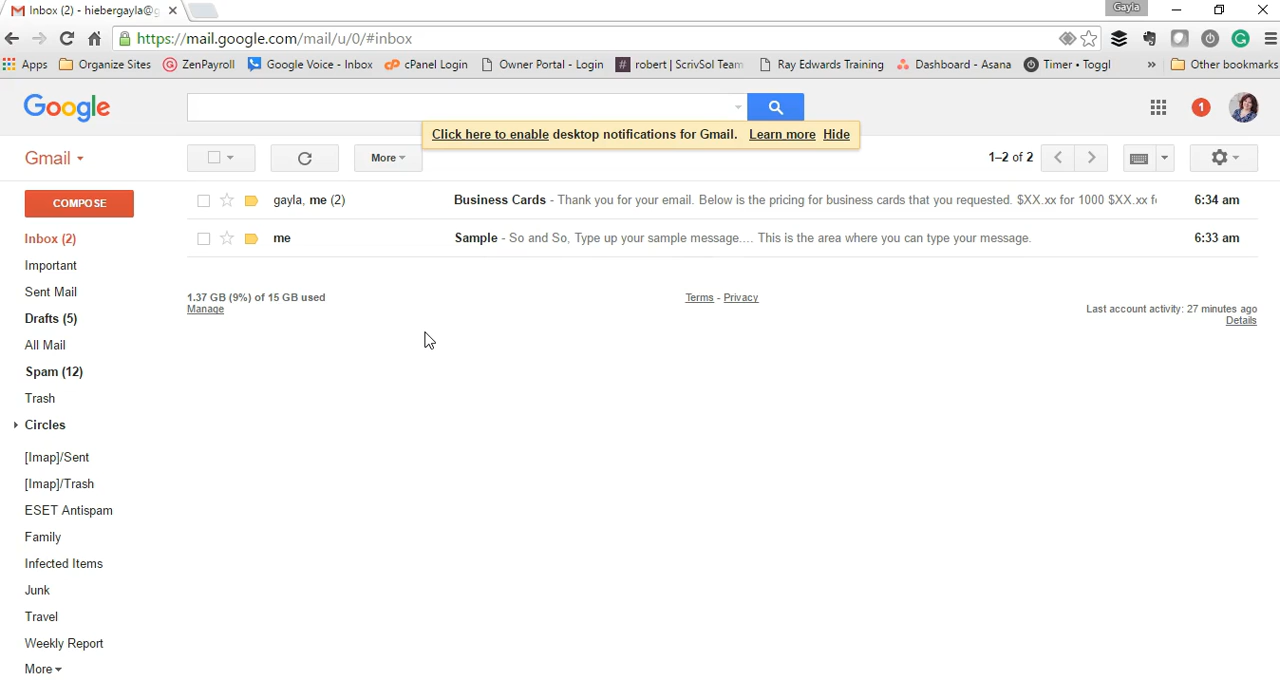 Inbox (2) - hiebergayla@g
Gayla
https://mail.google.com/mail/u/0/#inbox
Apps Organize Sites ZenPayroll Google Voice - Inbox cPanel Login Owner Portal - Login robert | ScrivSol Team Ray Edwards Training Dashboard - Asana Timer • Toggl » Other bookmarks
Google
1
Click here to enable desktop notifications for Gmail. Learn more Hide
Gmail
More
1–2 of 2
COMPOSE
gayla, me (2) Business Cards - Thank you for your email. Below is the pricing for business cards that you requested. $XX.xx for 1000 $XX.xx f 6:34 am
Inbox (2)
me Sample - So and So, Type up your sample message.... This is the area where you can type your message. 6:33 am
Important
Sent Mail
1.37 GB (9%) of 15 GB used
Manage
Terms - Privacy
Last account activity: 27 minutes ago
Details
Drafts (5)
All Mail
Spam (12)
Trash
Circles
[Imap]/Sent
[Imap]/Trash
ESET Antispam
Family
Infected Items
Junk
Travel
Weekly Report
More